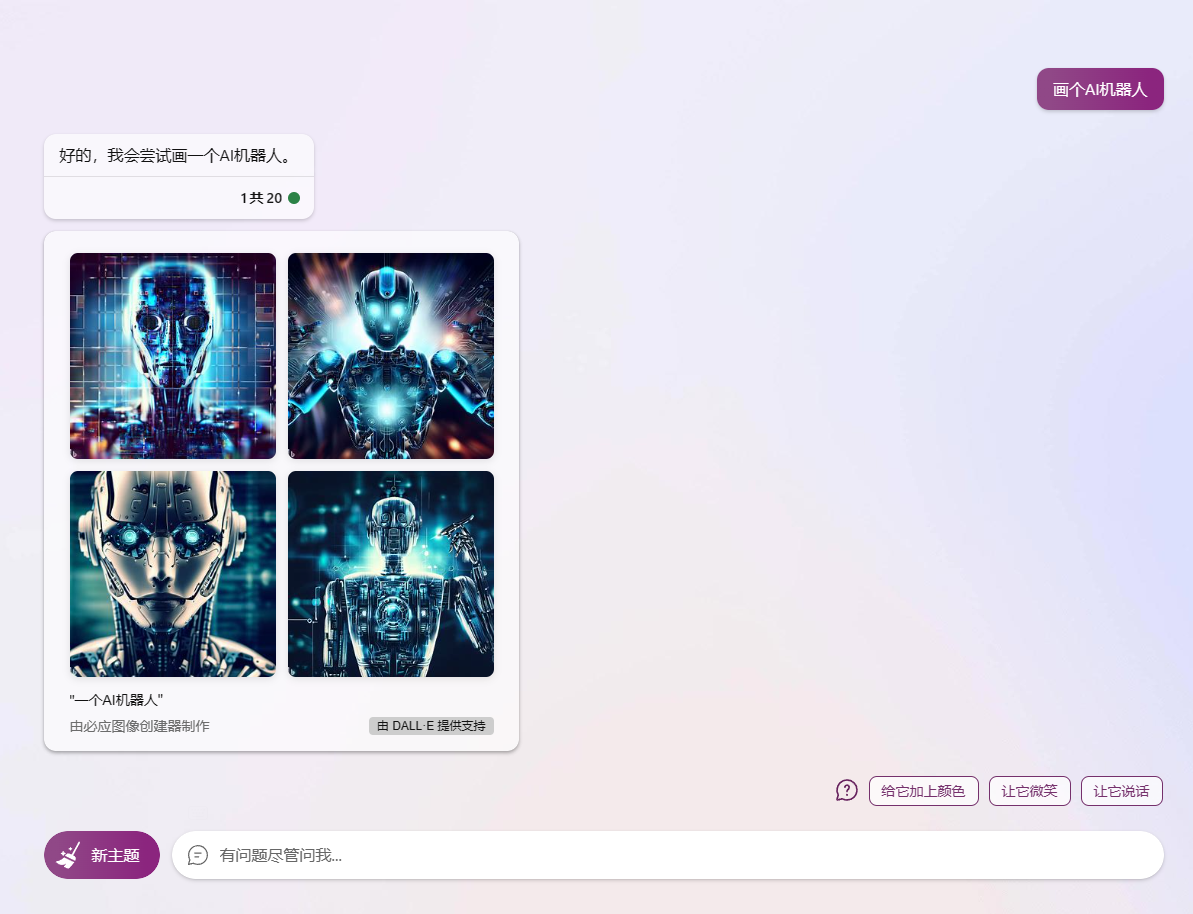 画个AI机器人
好的，我会尝试画一个AI机器人。
1 共 20
"一个AI机器人"
由必应图像创建器制作
由 DALL·E 提供支持
给它加上颜色
让它微笑
让它说话
新主题
有问题尽管问我...